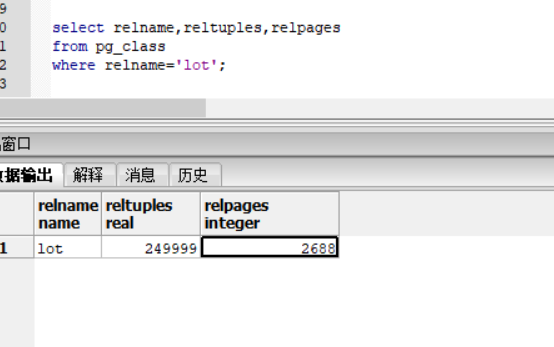 9
0 select relname,reltuples,relpages
1 from pg_class
2 where relname='lot';
3
窗口
数据输出 解释 消息 历史
relname name reltuples real relpages integer
1 lot 249999 2688